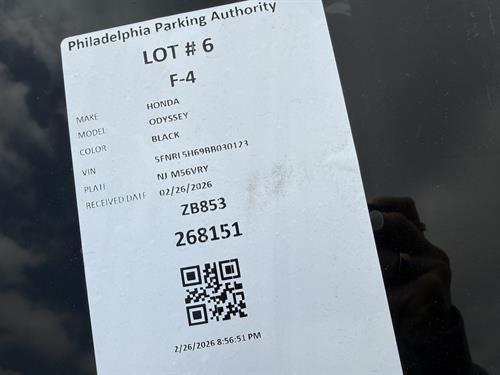 Philadelphia Parking Authority
LOT # 6
F-4
MAKE HONDA
MODEL ODYSSEY
COLOR BLACK
VIN 5FNRL5H69BB030123
PLATE NJ M56VRY
RECEIVED DATE 02/26/2026
ZB853
268151
2/26/2026 8:56:51 PM